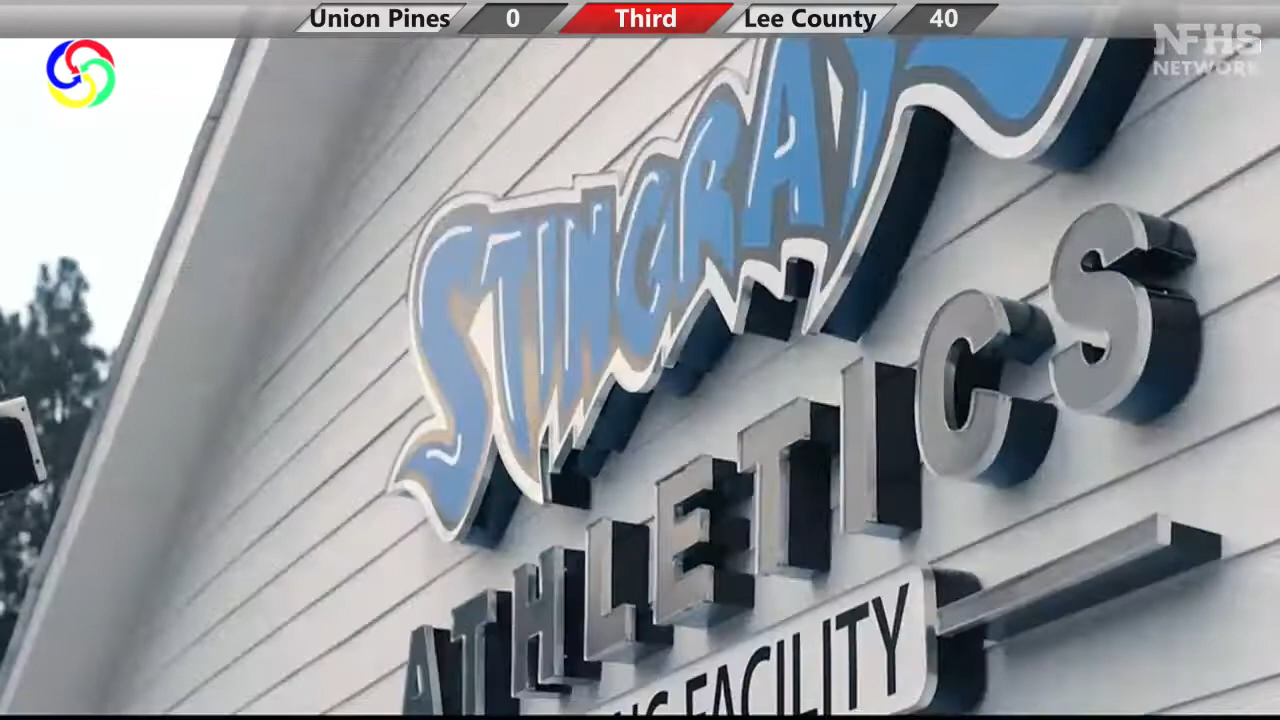 Union Pines 0 Third Lee County 40
NFHS
NETWORK
STINGRAY
ATHLETICS
FACILITY